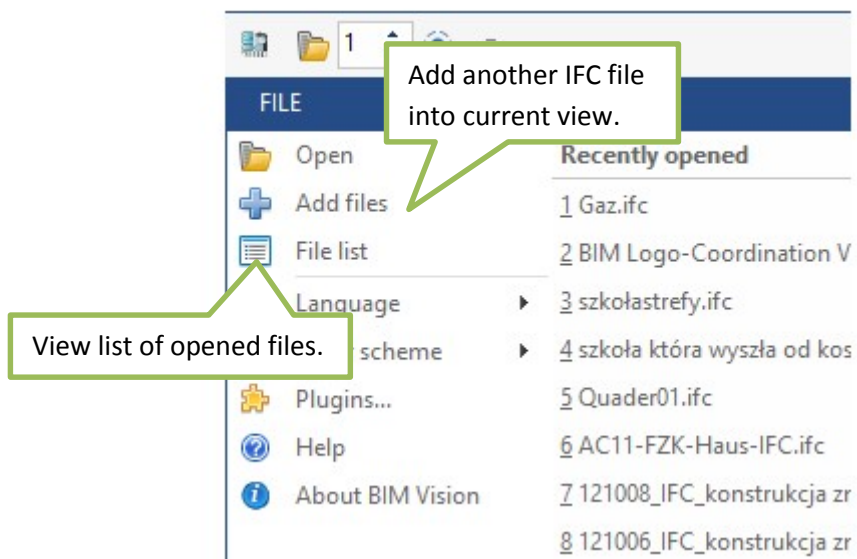 1
Add another IFC file
into current view.
FILE
Open
Recently opened
Add files
1 Gaz.ifc
File list
2 BIM Logo-Coordination V
Language
3 szkołastrefy.ifc
View list of opened files.
scheme
4 szkoła która wyszła od kos
Plugins...
5 Quader01.ifc
Help
6 AC11-FZK-Haus-IFC.ifc
About BIM Vision
7 121008_IFC_konstrukcja zr
8 121006_IFC_konstrukcja zr